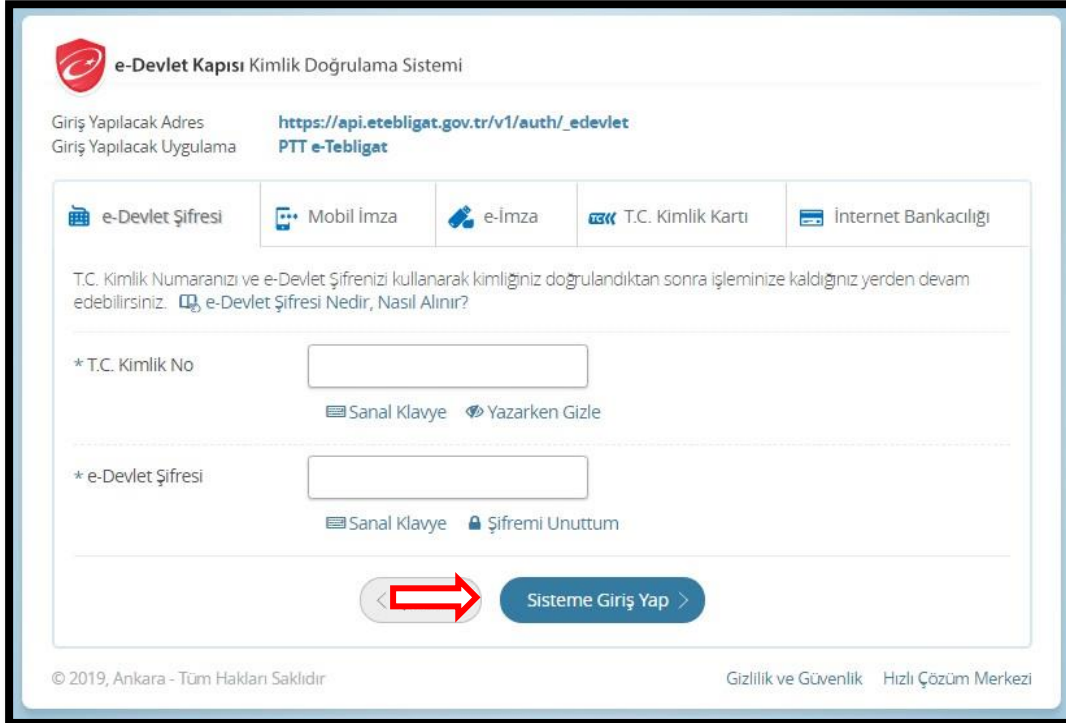 e-Devlet Kapısı Kimlik Doğrulama Sistemi
Giriş Yapılacak Adres https://api.etebligat.gov.tr/v1/auth/_edevlet
Giriş Yapılacak Uygulama PTT e-Tebligat
e-Devlet Şifresi Mobil İmza e-İmza T.C. Kimlik Kartı İnternet Bankacılığı
T.C. Kimlik Numaranızı ve e-Devlet Şifrenizi kullanarak kimliğiniz doğrulandıktan sonra işleminize kaldığınız yerden devam
edebilirsiniz. e-Devlet Şifresi Nedir, Nasıl Alınır?
* T.C. Kimlik No
Sanal Klavye Yazarken Gizle
* e-Devlet Şifresi
Sanal Klavye Şifremi Unuttum
Sisteme Giriş Yap
© 2019, Ankara - Tüm Hakları Saklıdır Gizlilik ve Güvenlik Hızlı Çözüm Merkezi